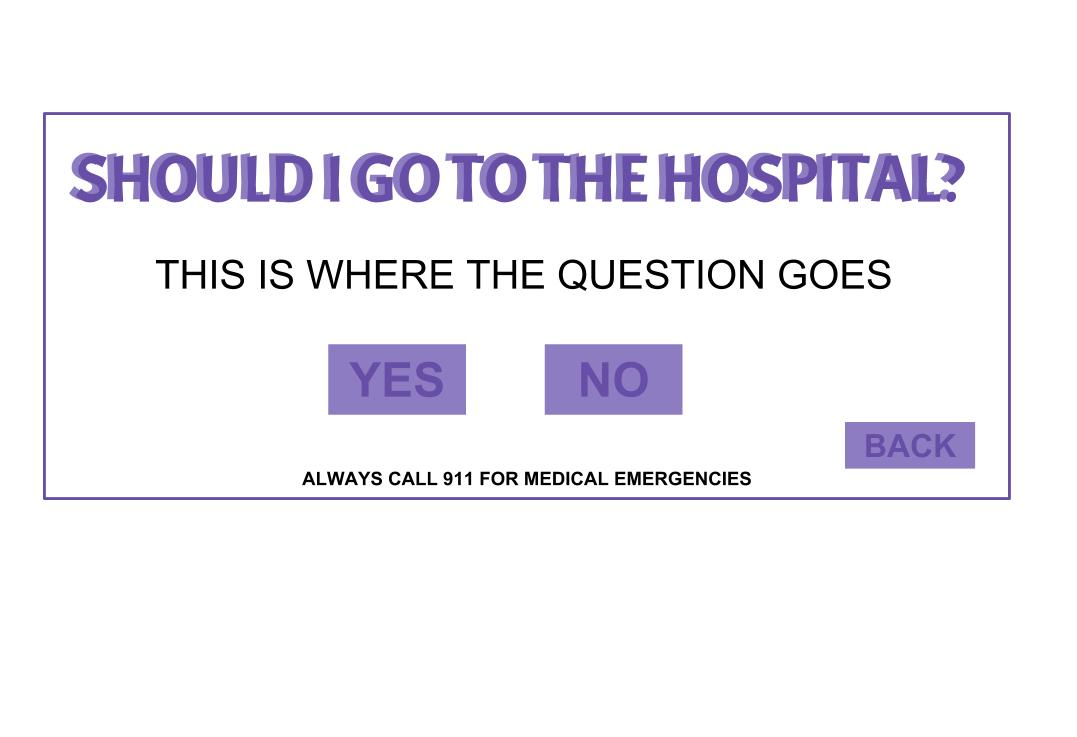 SHOULD I GO TO THE HOSPITAL?
THIS IS WHERE THE QUESTION GOES
YES NO
BACK
ALWAYS CALL 911 FOR MEDICAL EMERGENCIES